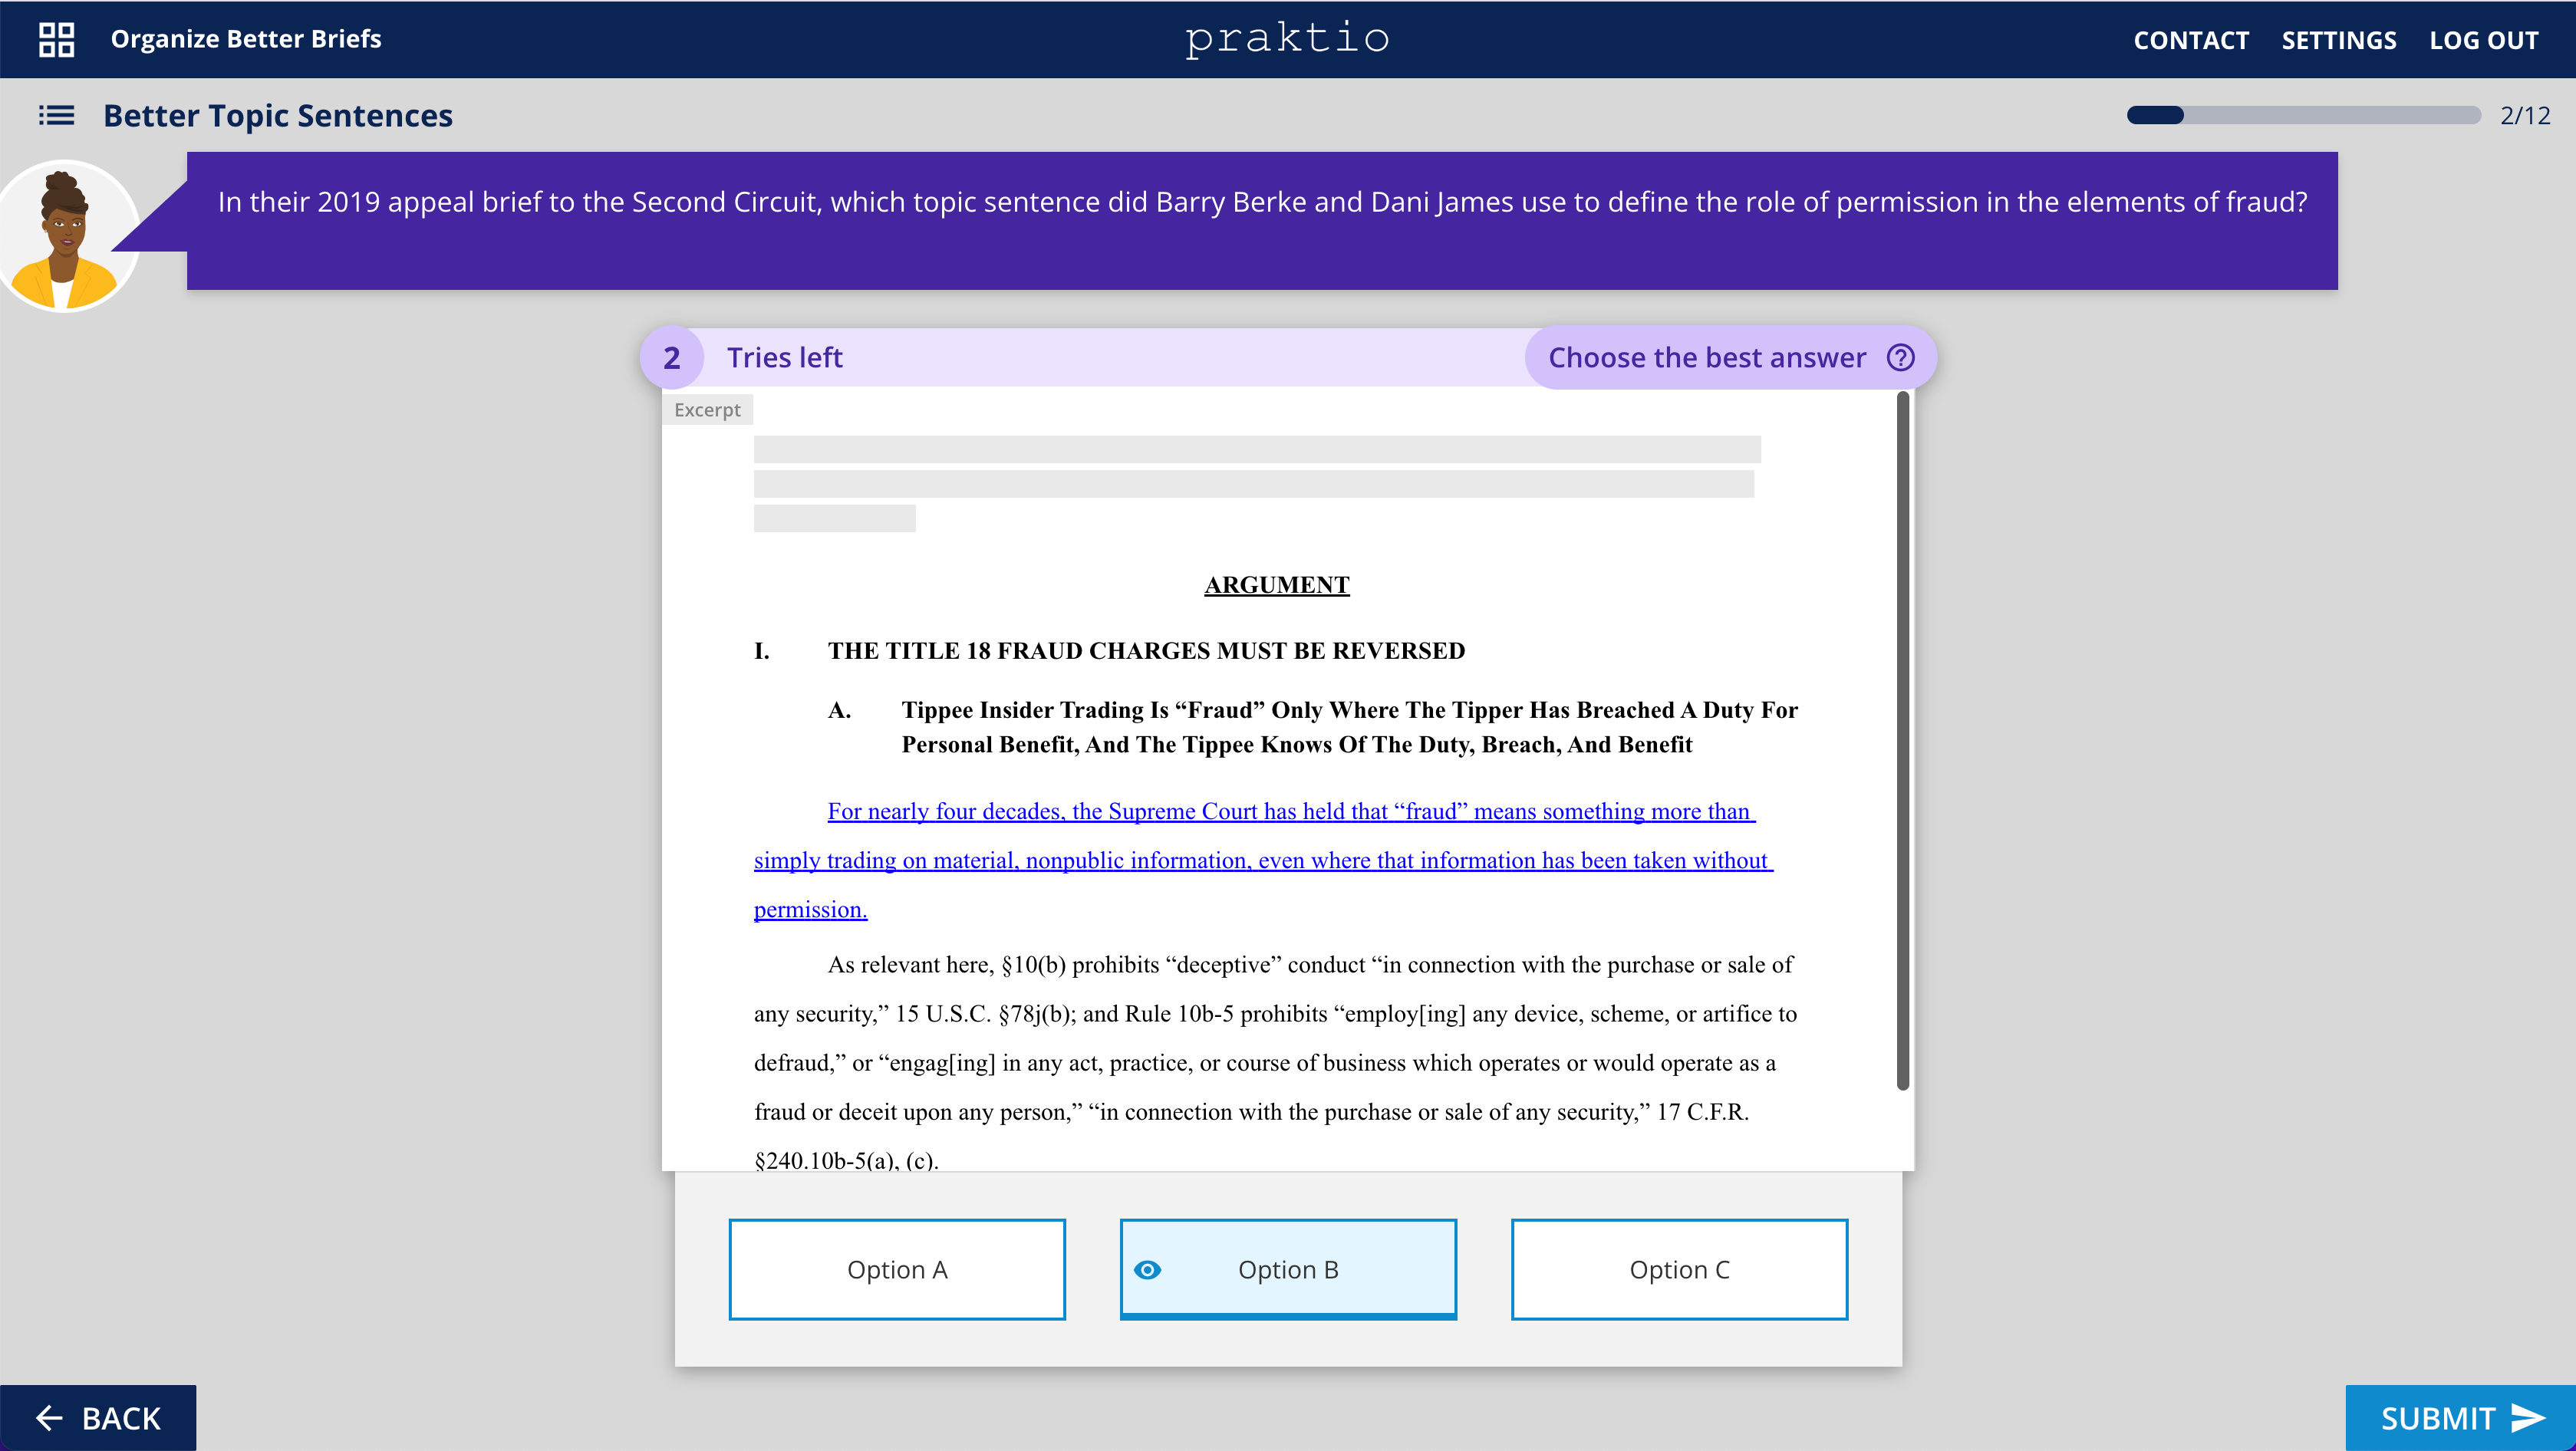 Organize Better Briefs
praktio
CONTACT SETTINGS LOG OUT
Better Topic Sentences
2/12
In their 2019 appeal brief to the Second Circuit, which topic sentence did Barry Berke and Dani James use to define the role of permission in the elements of fraud?
2 Tries left
Choose the best answer ?
Excerpt
ARGUMENT
I. THE TITLE 18 FRAUD CHARGES MUST BE REVERSED
A. Tippee Insider Trading Is “Fraud” Only Where The Tipper Has Breached A Duty For
Personal Benefit, And The Tippee Knows Of The Duty, Breach, And Benefit
For nearly four decades, the Supreme Court has held that “fraud” means something more than
simply trading on material, nonpublic information, even where that information has been taken without
permission.
As relevant here, §10(b) prohibits “deceptive” conduct “in connection with the purchase or sale of
any security,” 15 U.S.C. §78j(b); and Rule 10b-5 prohibits “employ[ing] any device, scheme, or artifice to
defraud,” or “engag[ing] in any act, practice, or course of business which operates or would operate as a
fraud or deceit upon any person,” “in connection with the purchase or sale of any security,” 17 C.F.R.
§240.10b-5(a), (c).
Option A
Option B
Option C
BACK
SUBMIT